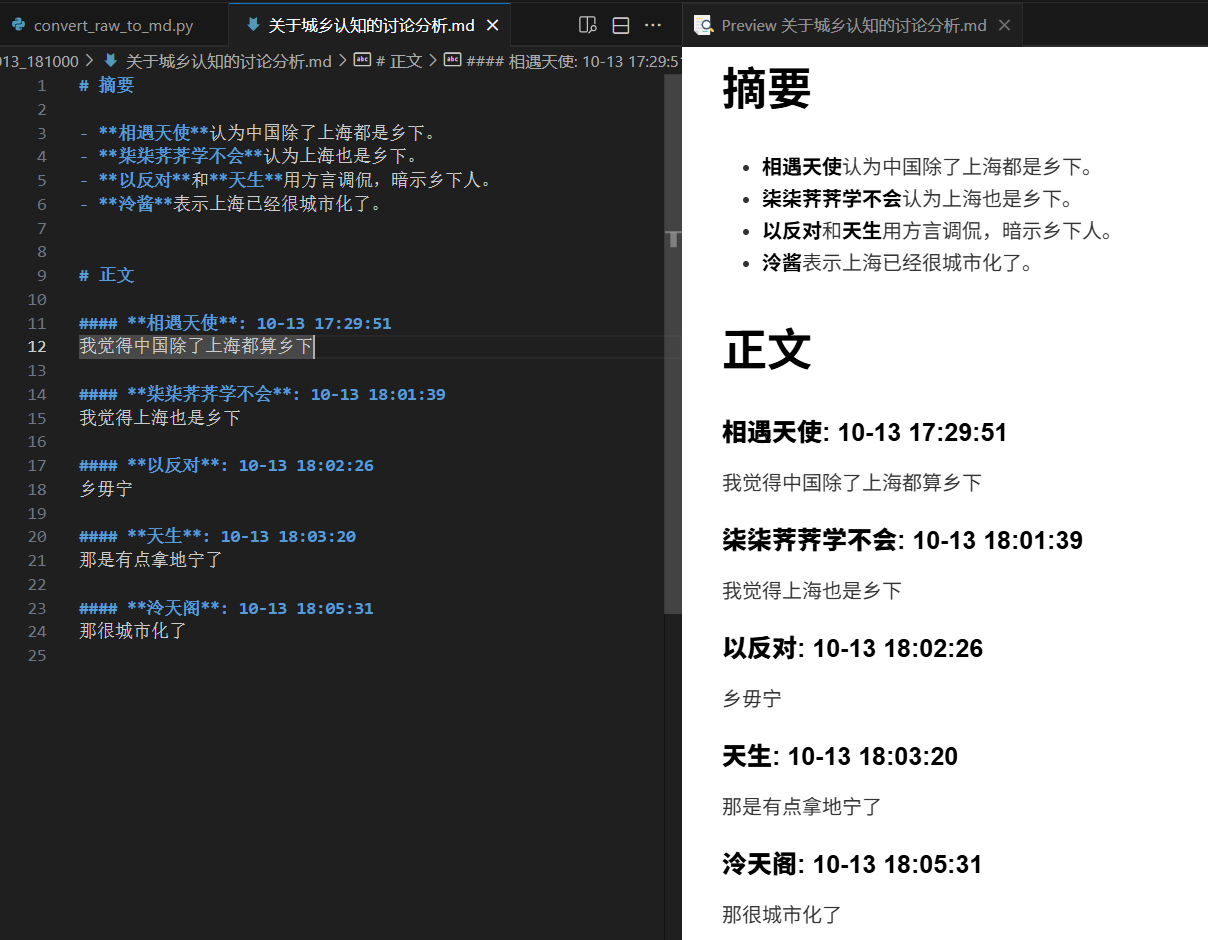 convert_raw_to_md.py
关于城乡认知的讨论分析.md
Preview 关于城乡认知的讨论分析.md
13_181000 > 关于城乡认知的讨论分析.md > # 正文 > #### 相遇天使: 10-13 17:29:5
1 # 摘要
2
3 - **相遇天使**认为中国除了上海都是乡下。
4 - **柒柒荠荠学不会**认为上海也是乡下。
5 - **以反对**和**天生**用方言调侃，暗示乡下人。
6 - **泠酱**表示上海已经很城市化了。
7
8
9 # 正文
10
11 #### **相遇天使**: 10-13 17:29:51
12 我觉得中国除了上海都算乡下
13
14 #### **柒柒荠荠学不会**: 10-13 18:01:39
15 我觉得上海也是乡下
16
17 #### **以反对**: 10-13 18:02:26
18 乡毋宁
19
20 #### **天生**: 10-13 18:03:20
21 那是有点拿地宁了
22
23 #### **泠天阁**: 10-13 18:05:31
24 那很城市化了
25
摘要
• 相遇天使认为中国除了上海都是乡下。
• 柒柒荠荠学不会认为上海也是乡下。
• 以反对和天生用方言调侃，暗示乡下人。
• 泠酱表示上海已经很城市化了。
正文
相遇天使: 10-13 17:29:51
我觉得中国除了上海都算乡下
柒柒荠荠学不会: 10-13 18:01:39
我觉得上海也是乡下
以反对: 10-13 18:02:26
乡毋宁
天生: 10-13 18:03:20
那是有点拿地宁了
泠天阁: 10-13 18:05:31
那很城市化了